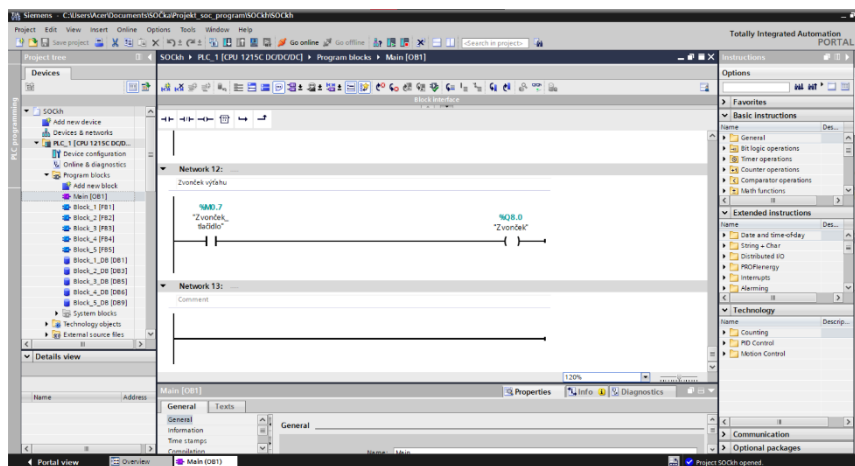 Siemens - C:\Users\Acer\Documents\SOČka\Projekt_soc_program\SOCkh\SOCkh
Project Edit View Insert Online Options Tools Window Help
Totally Integrated Automation
PORTAL
Save project
Go online
Go offline
<Search in project>
Project tree
SOCkh ▸ PLC_1 [CPU 1215C DC/DC/DC] ▸ Program blocks ▸ Main [OB1]
Instructions
Devices
Options
PLC programming
Block interface
SOCkh
Add new device
Devices & networks
PLC_1 [CPU 1215C DC/D...
Device configuration
Online & diagnostics
Program blocks
Add new block
Main [OB1]
Block_1 [FB1]
Block_2 [FB2]
Block_3 [FB3]
Block_4 [FB4]
Block_5 [FB5]
Block_1_DB [DB1]
Block_2_DB [DB3]
Block_3_DB [DB5]
Block_4_DB [DB6]
Block_5_DB [DB9]
System blocks
Technology objects
External source files
Details view
Name Address
Network 12: ...
Zvonček výťahu
%M0.7
"Zvonček_
tlačidlo"
%Q8.0
"Zvonček"
Network 13: ...
Comment
120%
Main [OB1]
Properties
Info
Diagnostics
General Texts
General
Information
Time stamps
Compilation
General
Name: Main
Favorites
Basic instructions
Name Des...
General
Bit logic operations
Timer operations
Counter operations
Comparator operations
Math functions
Extended instructions
Name Des...
Date and time-of-day
String + Char
Distributed I/O
PROFIenergy
Interrupts
Alarming
Technology
Name Descrip...
Counting
PID Control
Motion Control
Communication
Optional packages
Portal view
Overview
Main (OB1)
Project SOCkh opened.